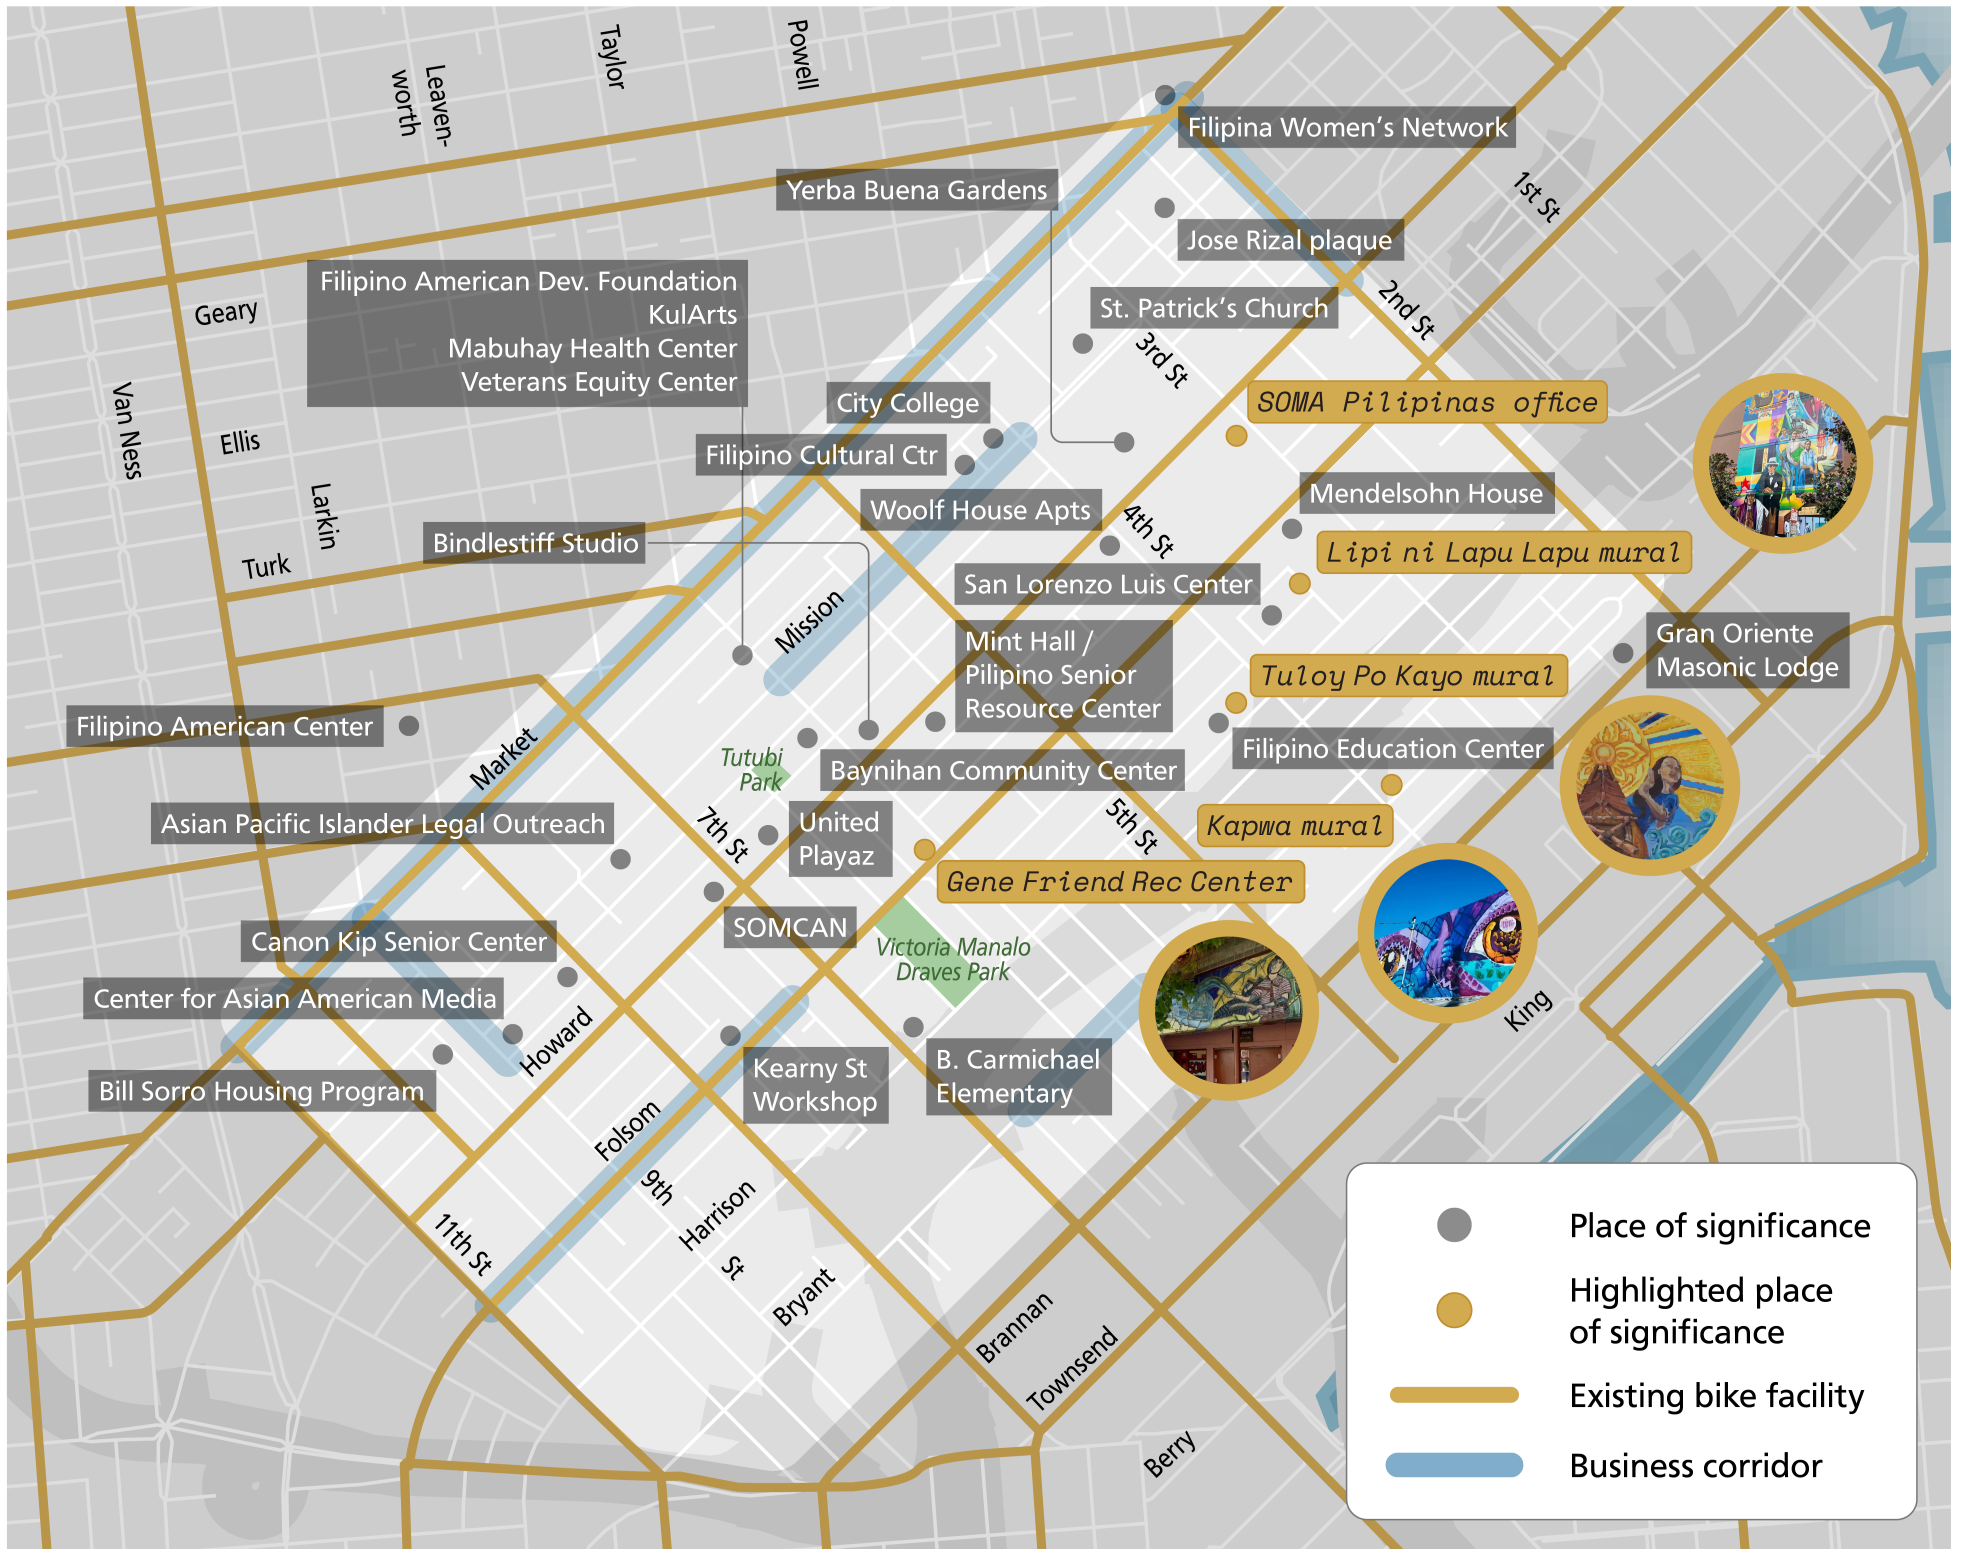 Leaven-
worth
Taylor
Powell
Filipina Women's Network
Yerba Buena Gardens
1st St
Jose Rizal plaque
Filipino American Dev. Foundation
KulArts
Mabuhay Health Center
Veterans Equity Center
Geary
St. Patrick's Church
2nd St
3rd St
Van Ness
City College
SOMA Pilipinas office
Ellis
Filipino Cultural Ctr
Larkin
Woolf House Apts
Mendelsohn House
4th St
Bindlestiff Studio
Lipi ni Lapu Lapu mural
Turk
San Lorenzo Luis Center
Mission
Mint Hall /
Pilipino Senior
Resource Center
Gran Oriente
Masonic Lodge
Tuloy Po Kayo mural
Filipino American Center
Market
Filipino Education Center
Tutubi
Park
Baynihan Community Center
Asian Pacific Islander Legal Outreach
7th St
United
Playaz
5th St
Kapwa mural
Gene Friend Rec Center
SOMCAN
Canon Kip Senior Center
Victoria Manalo
Draves Park
Center for Asian American Media
King
Howard
Bill Sorro Housing Program
Kearny St
Workshop
B. Carmichael
Elementary
Folsom
9th
St
Harrison
11th St
Bryant
Brannan
Townsend
Berry
Place of significance
Highlighted place
of significance
Existing bike facility
Business corridor